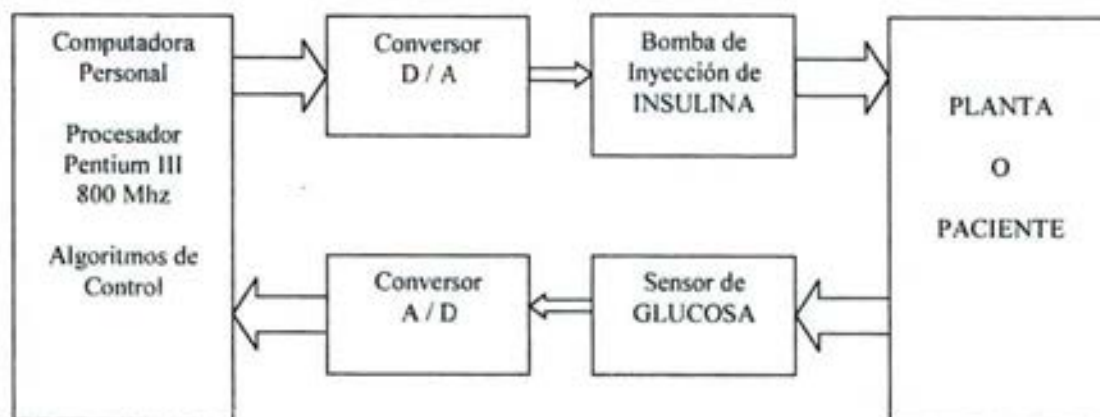 Computadora
Personal
Procesador
Pentium III
800 Mhz
Algoritmos de
Control
Conversor
D / A
Bomba de
Inyección de
INSULINA
PLANTA
O
PACIENTE
Conversor
A / D
Sensor de
GLUCOSA